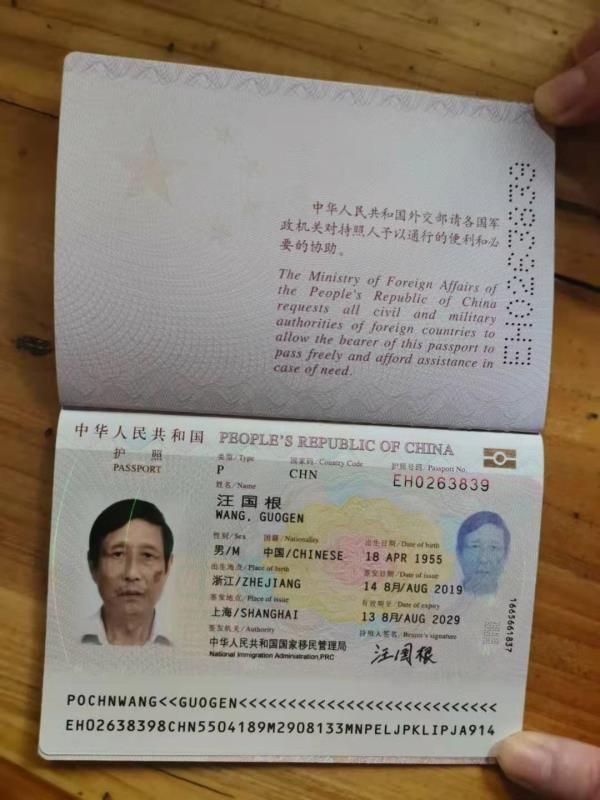 中华人民共和国外交部请各国军
政机关对持照人予以通行的便利和必
要的协助。
The Ministry of Foreign Affairs of
the People's Republic of China
requests all civil and military
authorities of foreign countries to
allow the bearer of this passport to
pass freely and afford assistance in
case of need.
EH0263839
中华人民共和国 PEOPLE'S REPUBLIC OF CHINA
护照
PASSPORT
类型/Type 国家码/Country Code 护照号码/Passport No.
P CHN EH0263839
姓名/Name
汪国根
WANG, GUOGEN
性别/Sex 国籍/Nationality 出生日期/Date of birth
男/M 中国/CHINESE 18 APR 1955
出生地点/Place of birth 签发日期/Date of issue
浙江/ZHEJIANG 14 8月/AUG 2019
签发地点/Place of issue 有效期至/Date of expiry
上海/SHANGHAI 13 8月/AUG 2029
签发机关/Authority 持照人签名/Bearer's signature
中华人民共和国国家移民管理局
National Immigration Administration,PRC
汪国根
1665661837
POCHNWANG<<GUOGEN<<<<<<<<<<<<<<<<<<<<<<<<<<<
EH02638398CHN5504189M2908133MNPELJPKLIPJA914